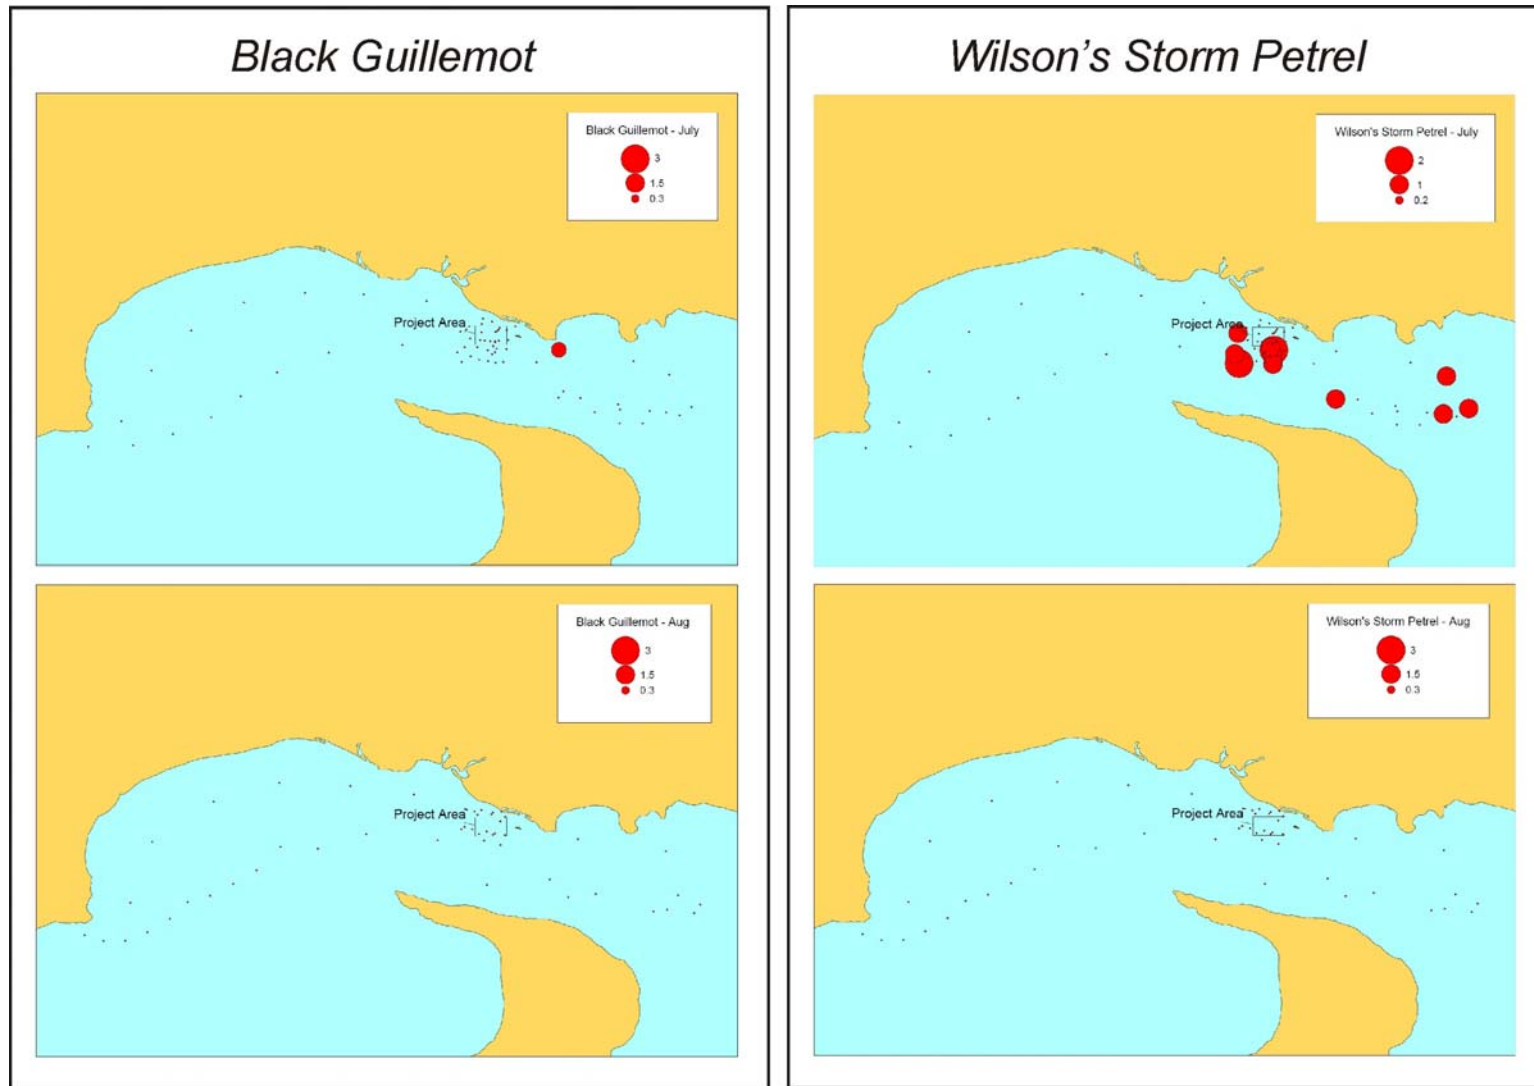 Black Guillemot
Black Guillemot - July
3
1.5
0.3
Project Area
Black Guillemot - Aug
3
1.5
0.3
Project Area
Wilson's Storm Petrel
Wilson's Storm Petrel - July
2
1
0.2
Project Area
Wilson's Storm Petrel - Aug
3
1.5
0.3
Project Area